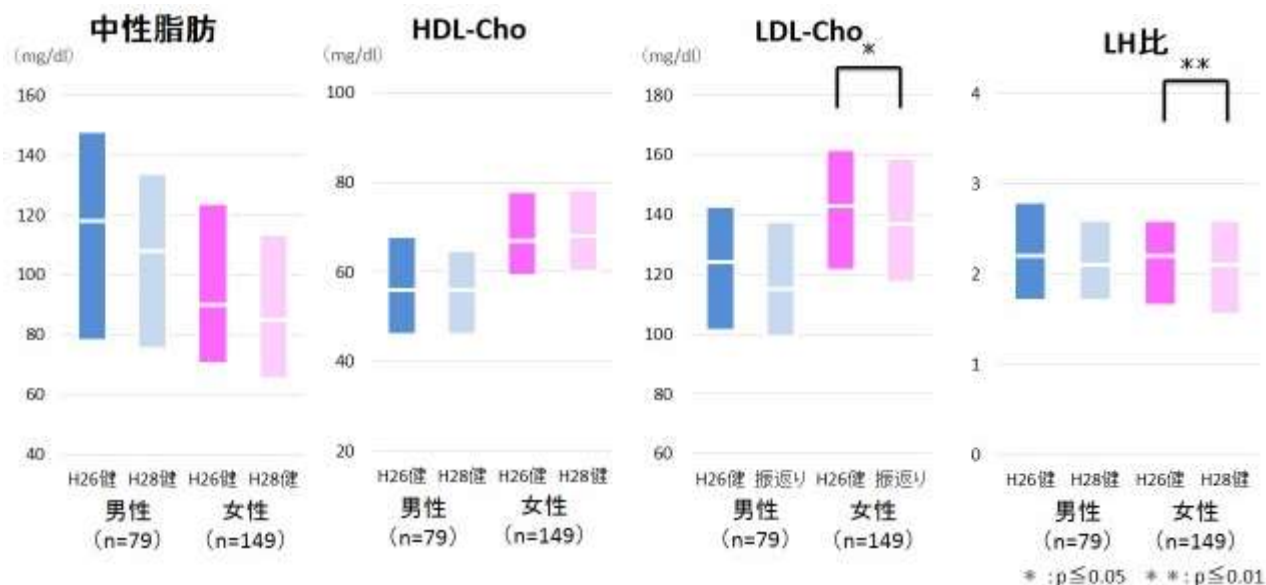 中性脂肪
(mg/dl)
160
140
120
100
80
60
40
H26健 H28健 H26健 H28健
男性 女性
(n=79) (n=149)
HDL-Cho
(mg/dl)
100
80
60
40
20
H26健 H28健 H26健 H28健
男性 女性
(n=79) (n=149)
LDL-Cho
(mg/dl)
*
180
160
140
120
100
80
60
H26健 振返り H26健 振返り
男性 女性
(n=79) (n=149)
LH比
**
4
3
2
1
0
H26健 H28健 H26健 H28健
男性 女性
(n=79) (n=149)
* :p≦0.05 * *:p≦0.01